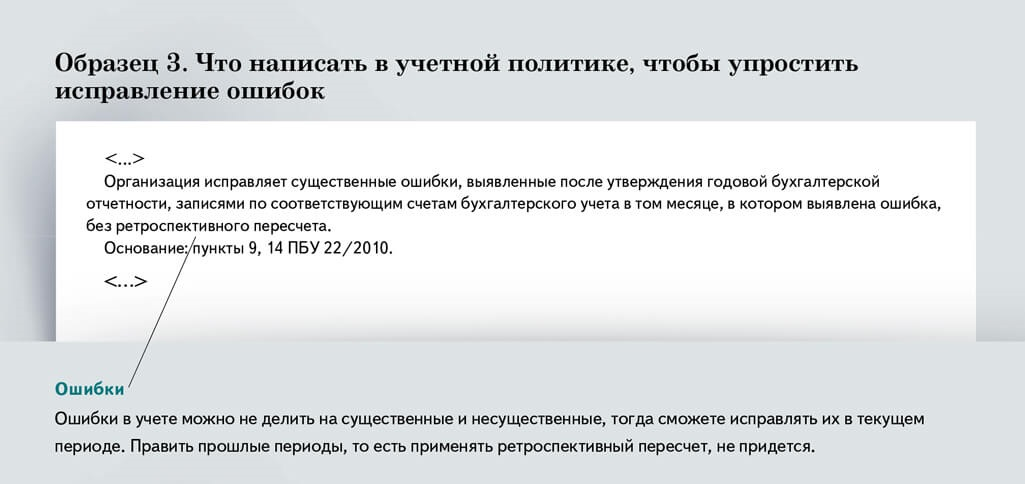 Образец 3. Что написать в учетной политике, чтобы упростить
исправление ошибок
<...>
Организация исправляет существенные ошибки, выявленные после утверждения годовой бухгалтерской
отчетности, записями по соответствующим счетам бухгалтерского учета в том месяце, в котором выявлена ошибка,
без ретроспективного пересчета.
Основание: пункты 9, 14 ПБУ 22/2010.
<...>
Ошибки
Ошибки в учете можно не делить на существенные и несущественные, тогда сможете исправлять их в текущем
периоде. Править прошлые периоды, то есть применять ретроспективный пересчет, не придется.